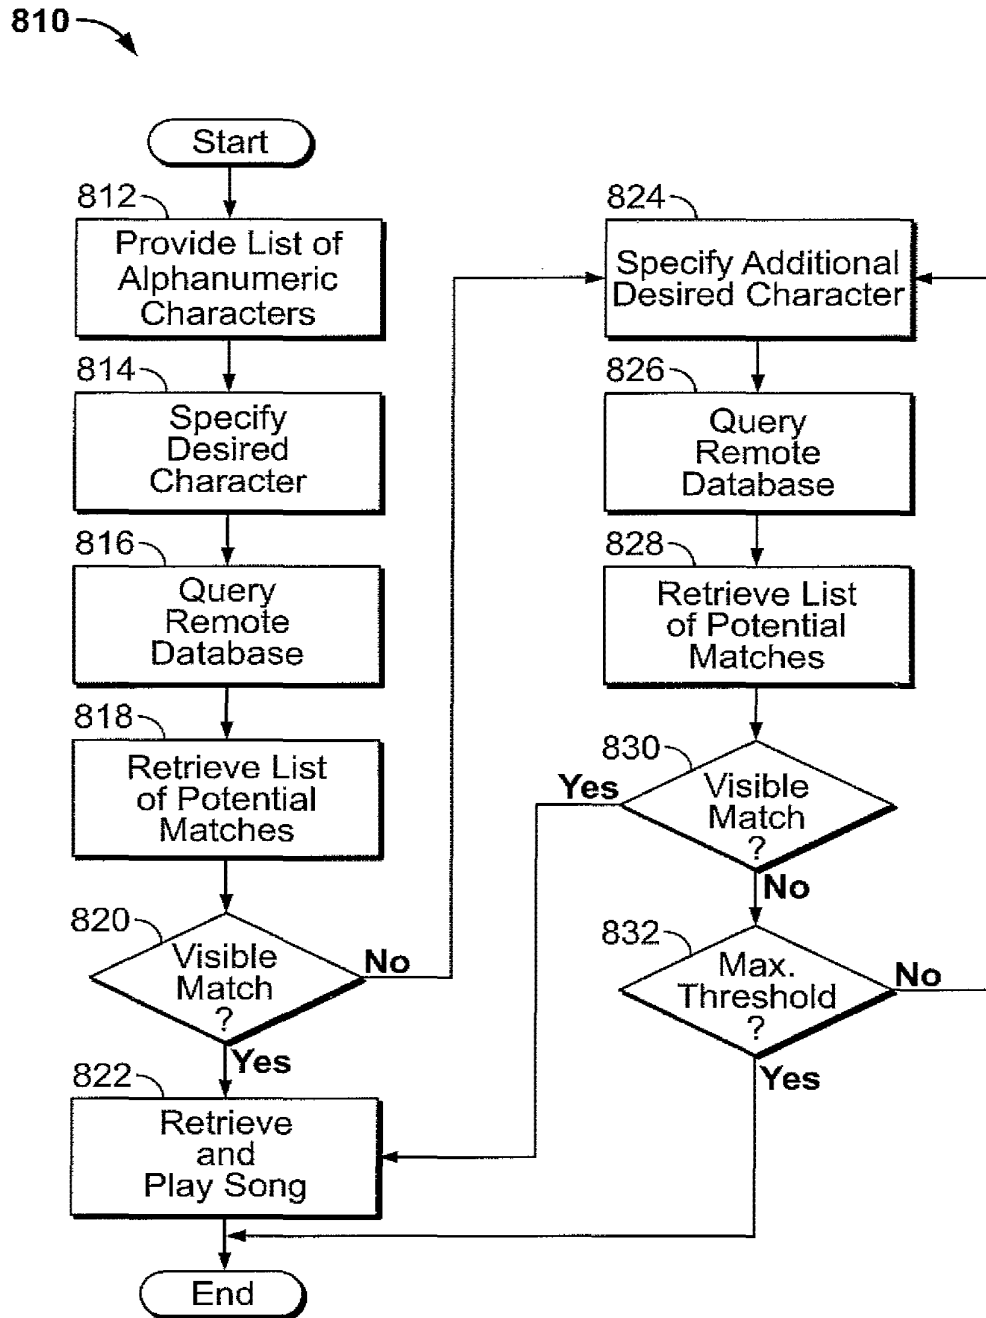 810
Start
812
Provide List of
Alphanumeric
Characters
814
Specify
Desired
Character
816
Query
Remote
Database
818
Retrieve List
of Potential
Matches
820
Visible
Match
?
No
Yes
822
Retrieve
and
Play Song
End
824
Specify Additional
Desired Character
826
Query
Remote
Database
828
Retrieve List
of Potential
Matches
830
Yes
Visible
Match
?
No
832
Max.
Threshold
?
No
Yes